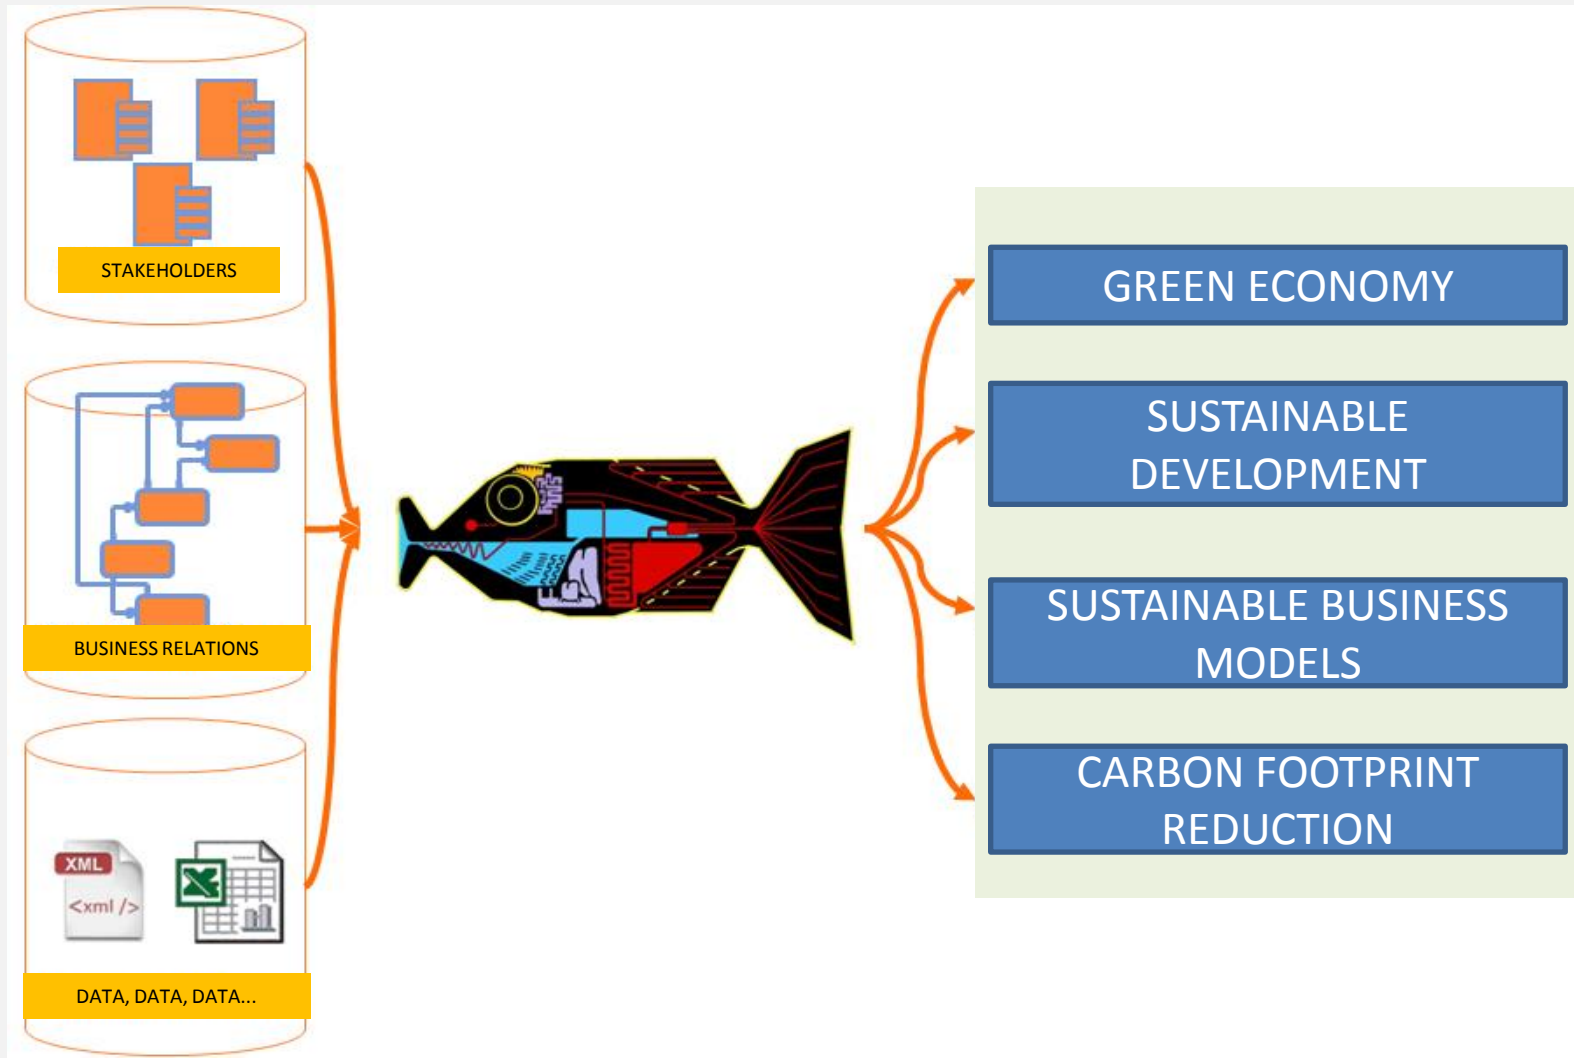 STAKEHOLDERS
BUSINESS RELATIONS
XML
<xml />
DATA, DATA, DATA...
GREEN ECONOMY
SUSTAINABLE
DEVELOPMENT
SUSTAINABLE BUSINESS
MODELS
CARBON FOOTPRINT
REDUCTION